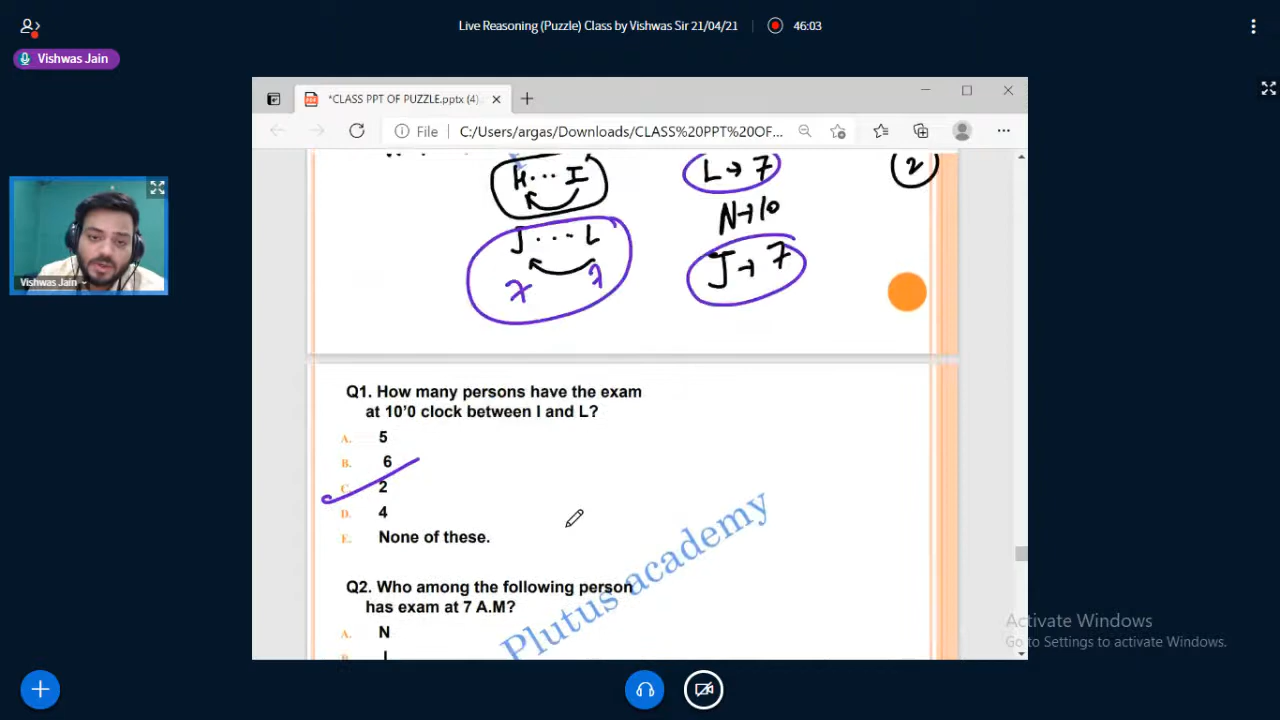 Live Reasoning (Puzzle) Class by Vishwas Sir 21/04/21
46:03
Vishwas Jain
*CLASS PPT OF PUZZLE.pptx (4)
File
C:/Users/argas/Downloads/CLASS%20PPT%20OF...
H... I
L → 7
2
N → 10
J ... L
7 7
J → 7
Vishwas Jain
Q1. How many persons have the exam
at 10’0 clock between I and L?
A. 5
B. 6
C. 2
D. 4
E. None of these.
Plutus academy
Q2. Who among the following person
has exam at 7 A.M?
A. N
B.
Activate Windows
Go to Settings to activate Windows.